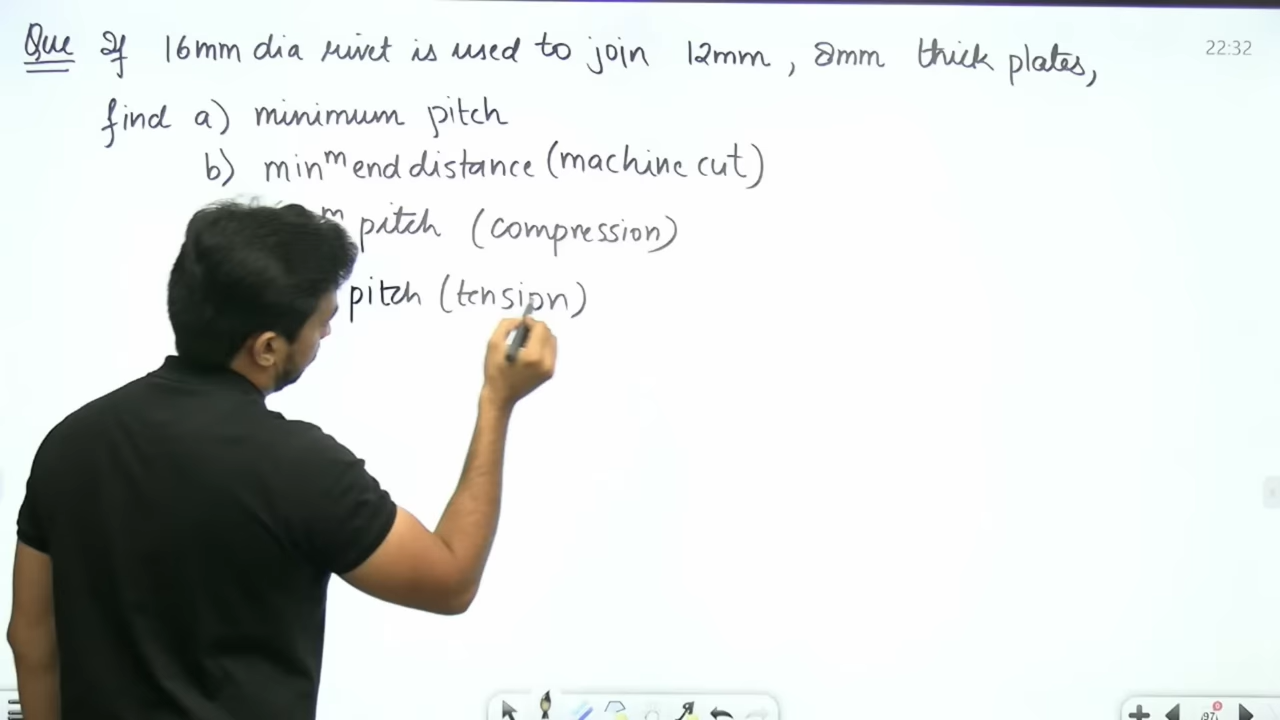 Que If 16mm dia rivet is used to join 12mm, 8mm thick plates,
22:32
find a) minimum pitch
b) minᵐ end distance (machine cut)
m pitch (compression)
pitch (tension)